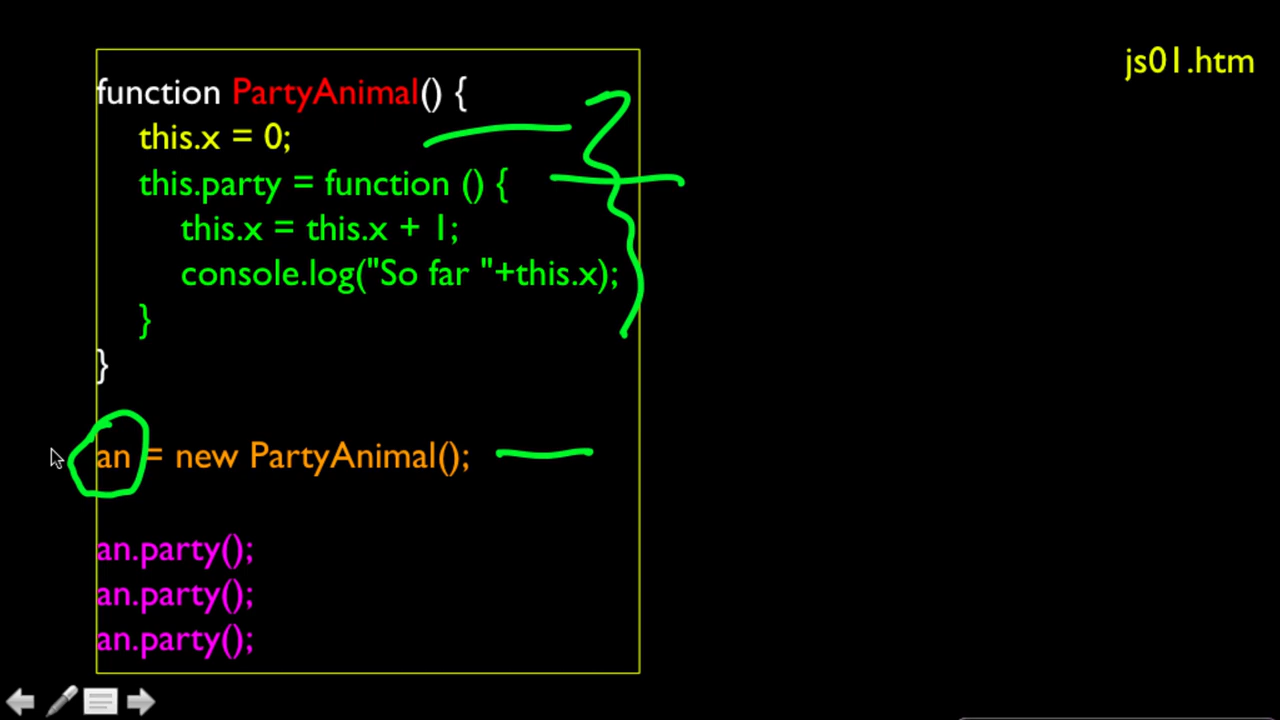 js01.htm
function PartyAnimal() {
this.x = 0;
this.party = function () {
this.x = this.x + 1;
console.log("So far "+this.x);
}
}
an = new PartyAnimal();
an.party();
an.party();
an.party();